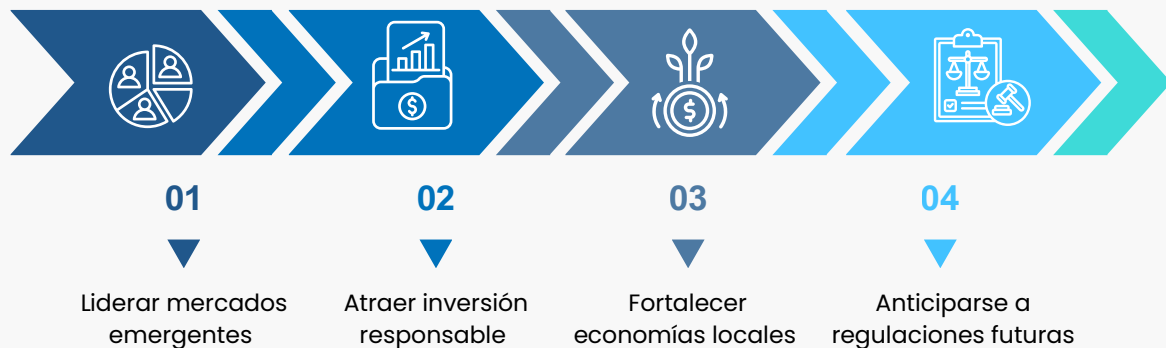 01
Liderar mercados
emergentes
02
Atraer inversión
responsable
03
Fortalecer
economías locales
04
Anticiparse a
regulaciones futuras